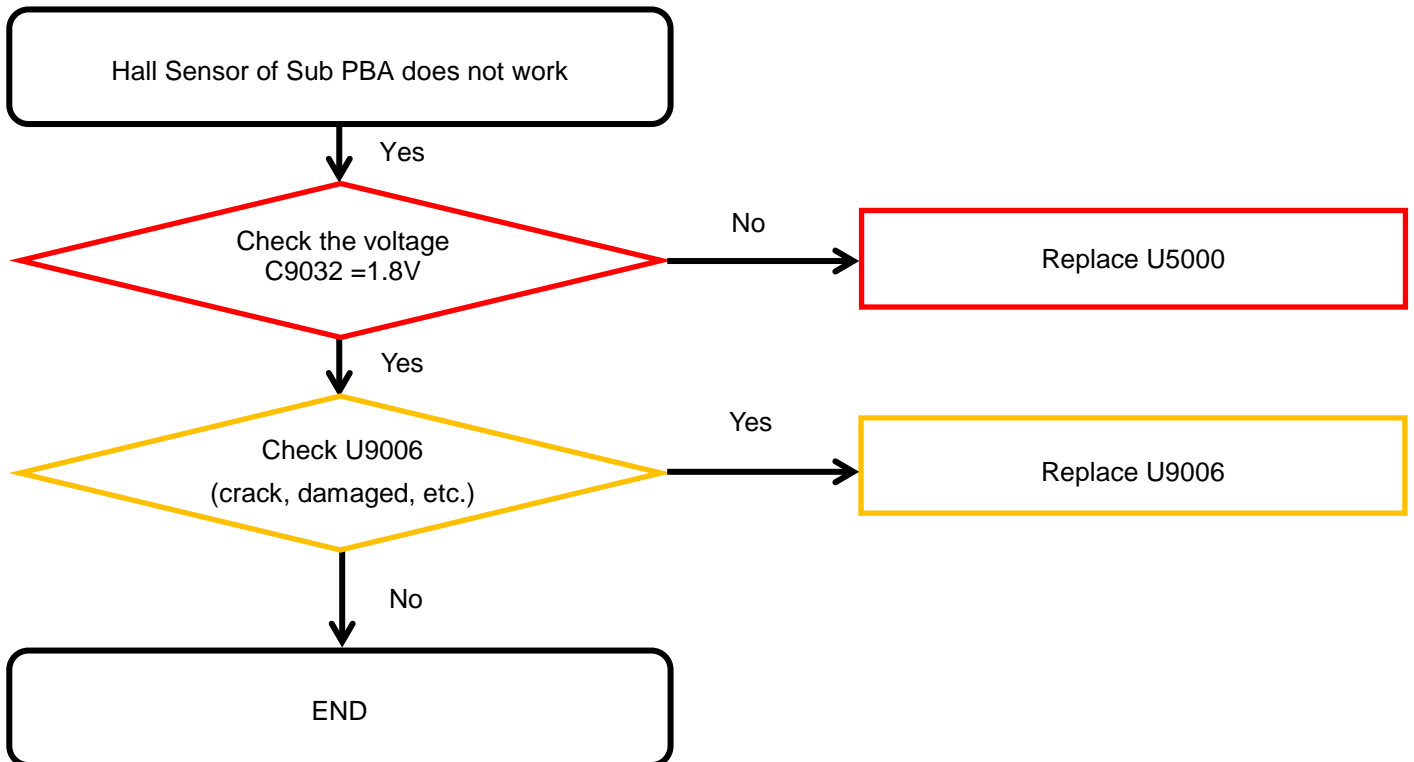 Hall Sensor of Sub PBA does not work
Yes
Check the voltage
C9032 =1.8V
No
Replace U5000
Yes
Check U9006
(crack, damaged, etc.)
Yes
Replace U9006
No
END